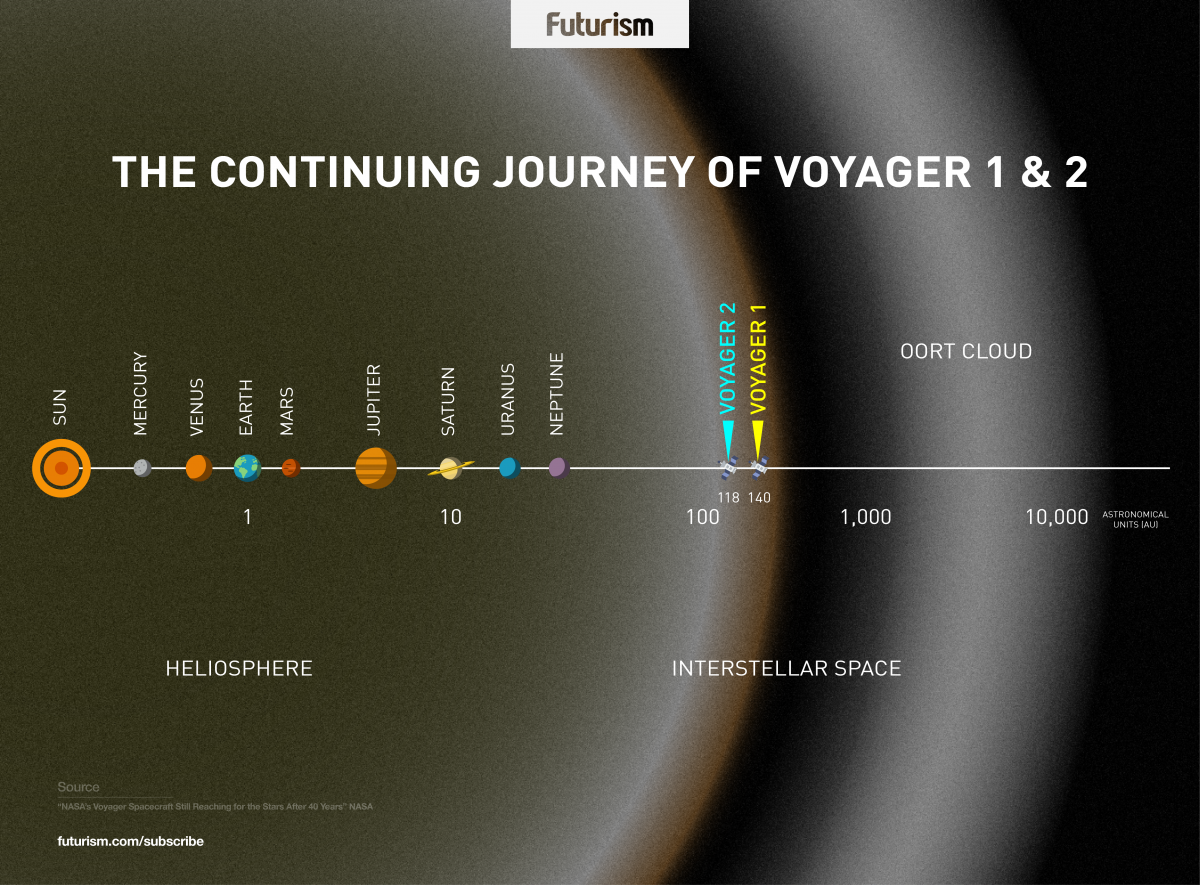 Futurism
THE CONTINUING JOURNEY OF VOYAGER 1 & 2
SUN
MERCURY
VENUS
EARTH
MARS
JUPITER
SATURN
URANUS
NEPTUNE
VOYAGER 2
VOYAGER 1
OORT CLOUD
118
140
1
10
100
1,000
10,000
ASTRONOMICAL
UNITS (AU)
HELIOSPHERE
INTERSTELLAR SPACE
Source
“NASA's Voyager Spacecraft Still Reaching for the Stars After 40 Years” NASA
futurism.com/subscribe